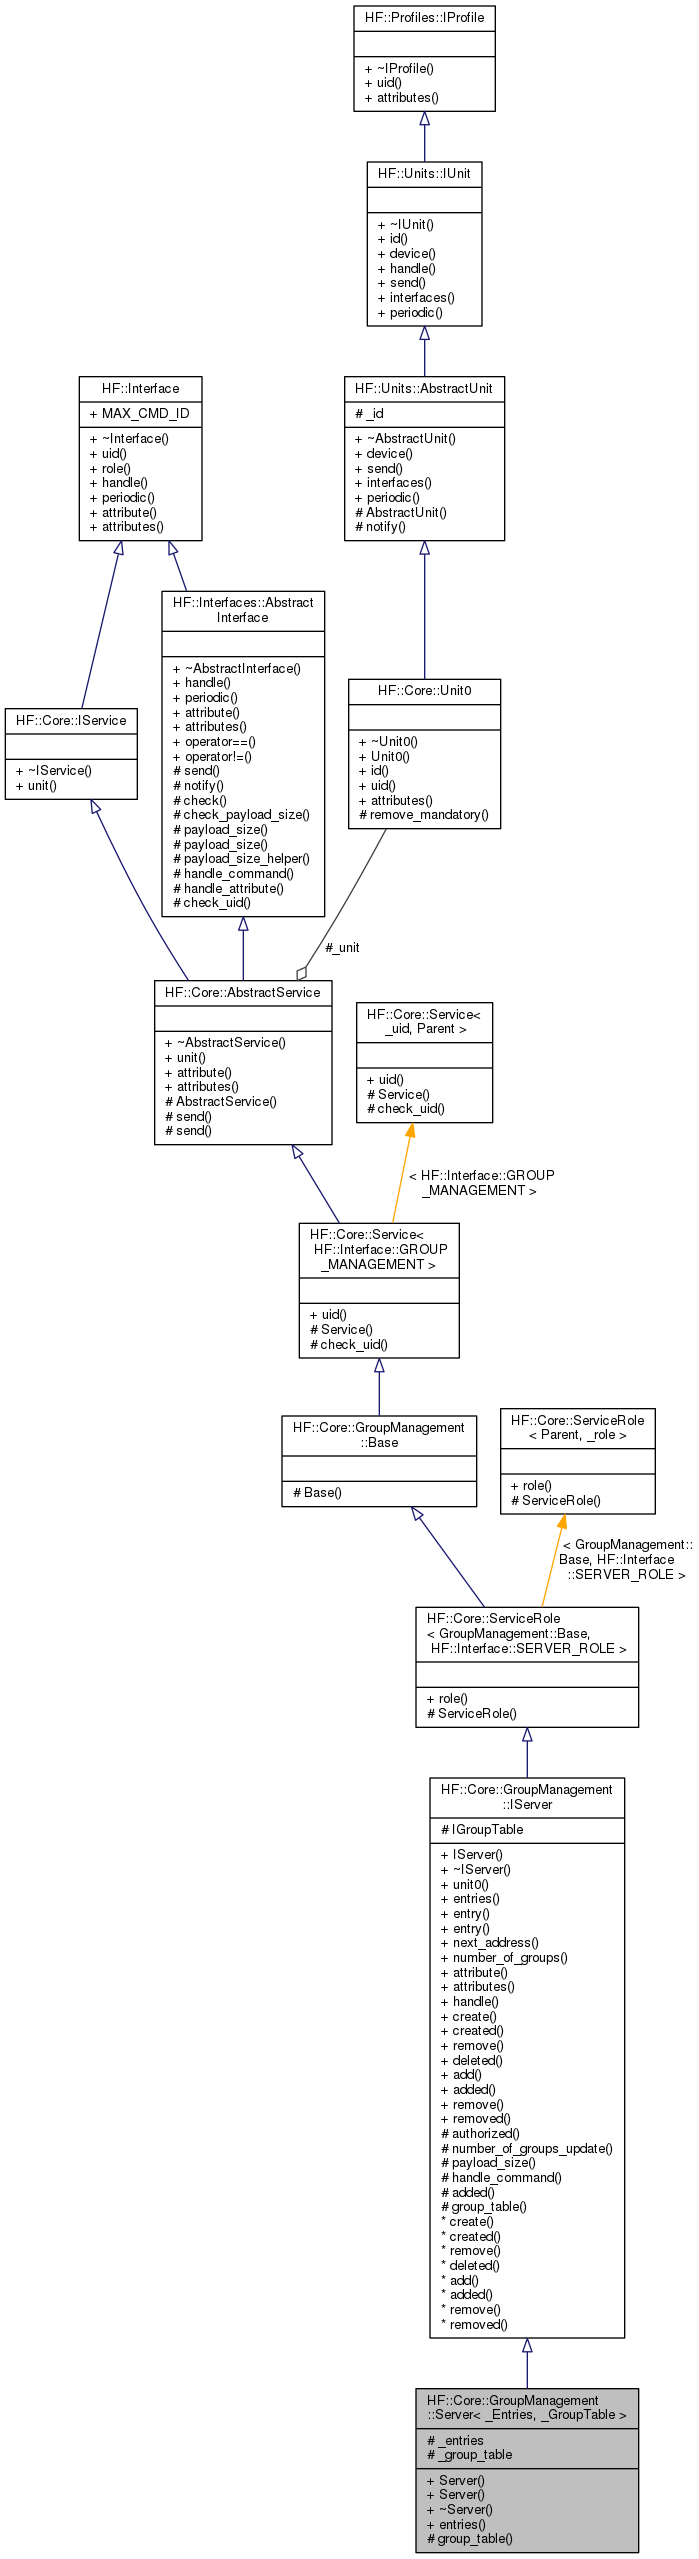 HF::Profiles::IProfile
+ ~IProfile()
+ uid()
+ attributes()
HF::Units::IUnit
+ ~IUnit()
+ id()
+ device()
+ handle()
+ send()
+ interfaces()
+ periodic()
HF::Interface
+ MAX_CMD_ID
+ ~Interface()
+ uid()
+ role()
+ handle()
+ periodic()
+ attribute()
+ attributes()
HF::Units::AbstractUnit
# _id
+ ~AbstractUnit()
+ device()
+ send()
+ interfaces()
+ periodic()
# AbstractUnit()
# notify()
HF::Interfaces::Abstract
Interface
+ ~AbstractInterface()
+ handle()
+ periodic()
+ attribute()
+ attributes()
+ operator==()
+ operator!=()
# send()
# notify()
# check()
# check_payload_size()
# payload_size()
# payload_size()
# payload_size_helper()
# handle_command()
# handle_attribute()
# check_uid()
HF::Core::IService
+ ~IService()
+ unit()
HF::Core::Unit0
+ ~Unit0()
+ Unit0()
+ id()
+ uid()
+ attributes()
# remove_mandatory()
#_unit
HF::Core::AbstractService
+ ~AbstractService()
+ unit()
+ attribute()
+ attributes()
# AbstractService()
# send()
# send()
HF::Core::Service<
_uid, Parent >
+ uid()
# Service()
# check_uid()
< HF::Interface::GROUP
_MANAGEMENT >
HF::Core::Service<
HF::Interface::GROUP
_MANAGEMENT >
+ uid()
# Service()
# check_uid()
HF::Core::GroupManagement
::Base
# Base()
HF::Core::ServiceRole
< Parent, _role >
+ role()
# ServiceRole()
< GroupManagement::
Base, HF::Interface
::SERVER_ROLE >
HF::Core::ServiceRole
< GroupManagement::Base,
HF::Interface::SERVER_ROLE >
+ role()
# ServiceRole()
HF::Core::GroupManagement
::IServer
# IGroupTable
+ IServer()
+ ~IServer()
+ unit0()
+ entries()
+ entry()
+ entry()
+ next_address()
+ number_of_groups()
+ attribute()
+ attributes()
+ handle()
+ create()
+ created()
+ remove()
+ deleted()
+ add()
+ added()
+ remove()
+ removed()
# authorized()
# number_of_groups_update()
# payload_size()
# handle_command()
# added()
# group_table()
* create()
* created()
* remove()
* deleted()
* add()
* added()
* remove()
* removed()
HF::Core::GroupManagement
::Server< _Entries, _GroupTable >
# _entries
# _group_table
+ Server()
+ Server()
+ ~Server()
+ entries()
# group_table()